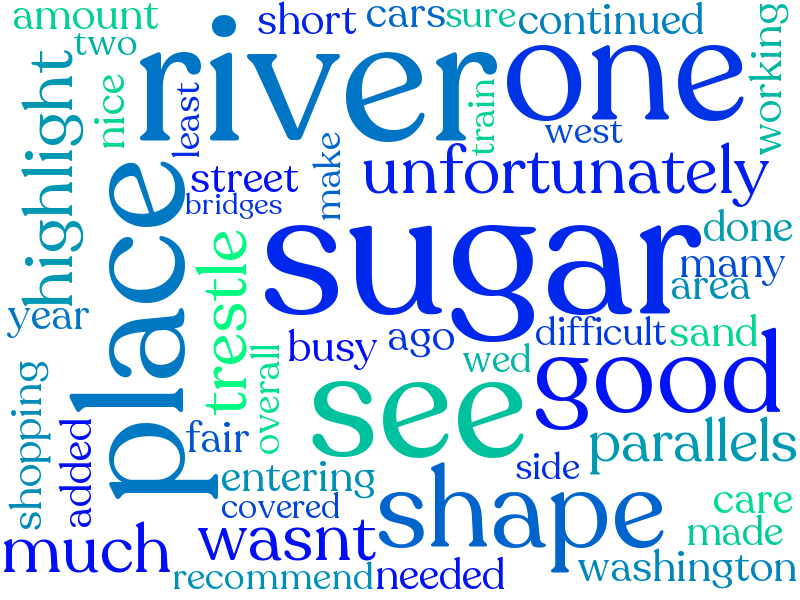 amount
two
short
cars
sure
continued
river
one
working
highlight
nice
least
train
west
make
street
unfortunately
bridges
place
sugar
done
many
area
trestle
year
busy
ago
difficult
sand
wed
overall
see
good
shopping
added
fair
parallels
side
entering
covered
shape
care
made
much
wasnt
recommend
needed
washington